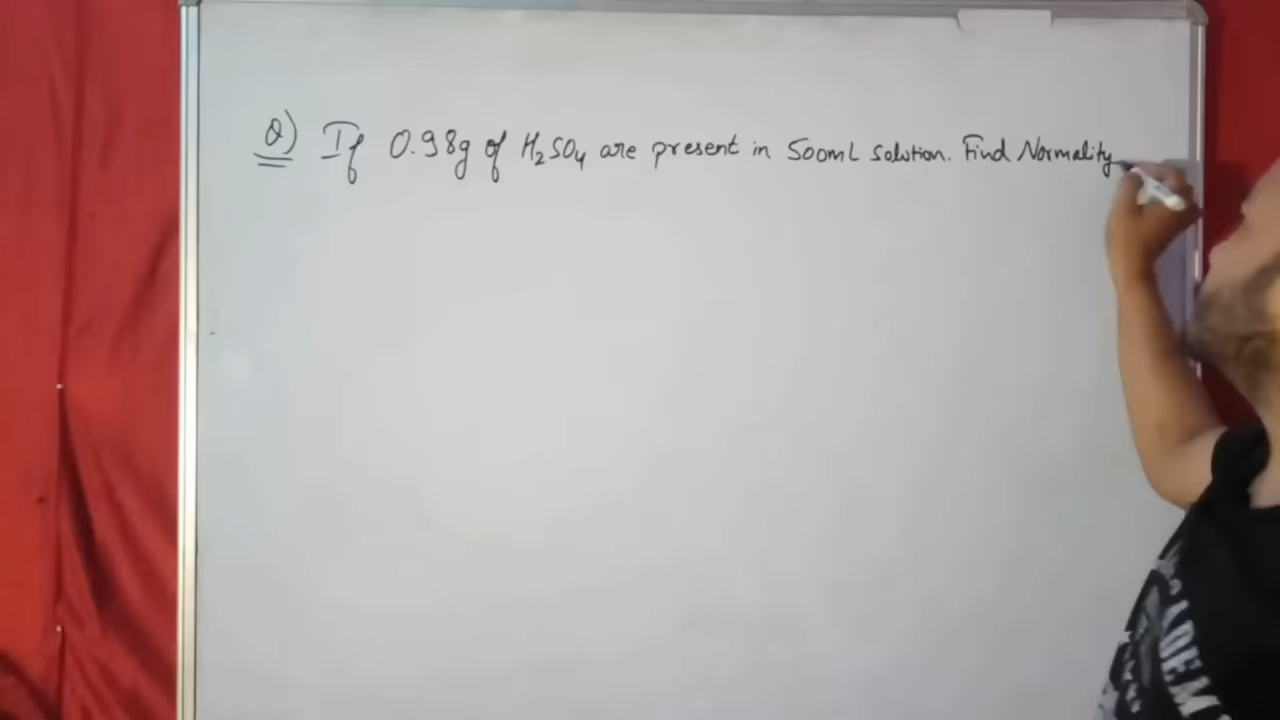 Q) If 0.98g of H₂SO₄ are present in 500mL solution. Find Normality